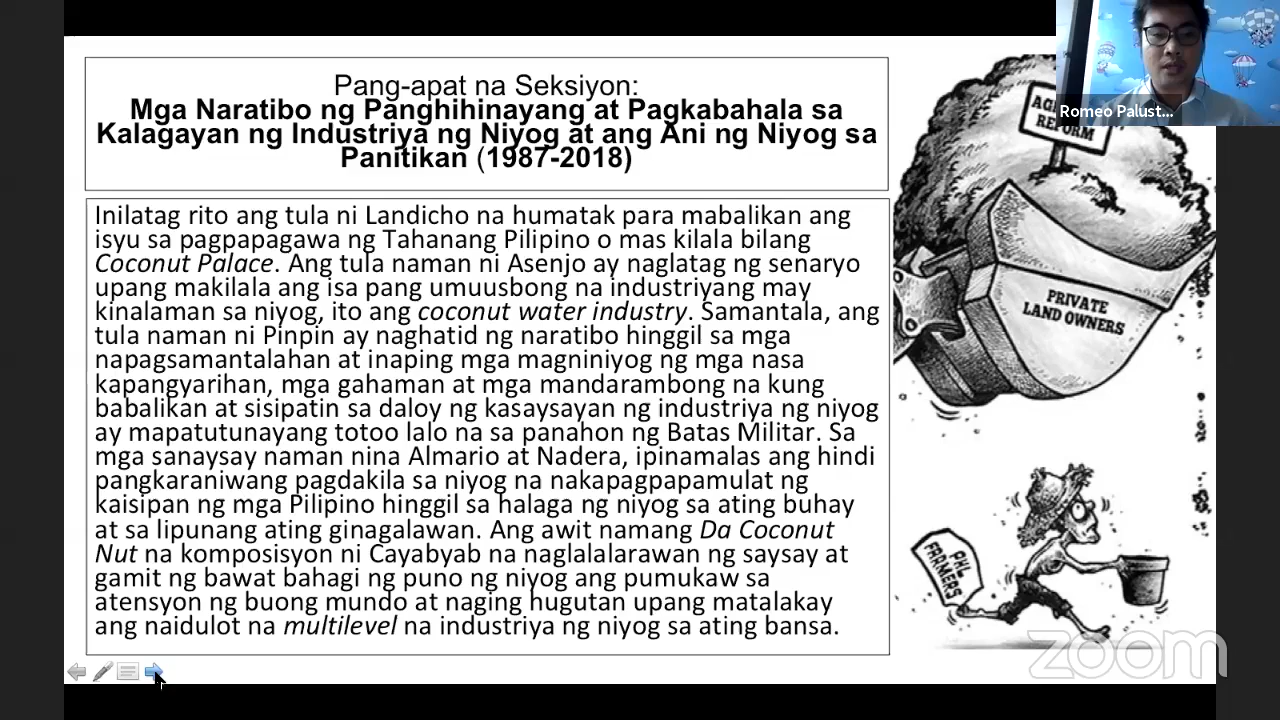 Pang-apat na Seksiyon:
Mga Naratibo ng Panghihinayang at Pagkabahala sa
Kalagayan ng Industriya ng Niyog at ang Ani ng Niyog sa
Panitikan (1987-2018)
Inilatag rito ang tula ni Landicho na humatak para mabalikan ang
isyu sa pagpapagawa ng Tahanang Pilipino o mas kilala bilang
Coconut Palace. Ang tula naman ni Asenjo ay naglatag ng senaryo
upang makilala ang isa pang umuusbong na industriyang may
kinalaman sa niyog, ito ang coconut water industry. Samantala, ang
tula naman ni Pinpin ay naghatid ng naratibo hinggil sa mga
napagsamantalahan at inaping mga magniniyog ng mga nasa
kapangyarihan, mga gahaman at mga mandarambong na kung
babalikan at sisipatin sa daloy ng kasaysayan ng industriya ng niyog
ay mapatutunayang totoo lalo na sa panahon ng Batas Militar. Sa
mga sanaysay naman nina Almario at Nadera, ipinamalas ang hindi
pangkaraniwang pagdakila sa niyog na nakapagpapamulat ng
kaisipan ng mga Pilipino hinggil sa halaga ng niyog sa ating buhay
at sa lipunang ating ginagalawan. Ang awit namang Da Coconut
Nut na komposisyon ni Cayabyab na naglalalarawan ng saysay at
gamit ng bawat bahagi ng puno ng niyog ang pumukaw sa
atensyon ng buong mundo at naging hugutan upang matalakay
ang naidulot na multilevel na industriya ng niyog sa ating bansa.
REFORM
PRIVATE
LAND OWNERS
PHL
FARMERS
Romeo Palust...
zoom